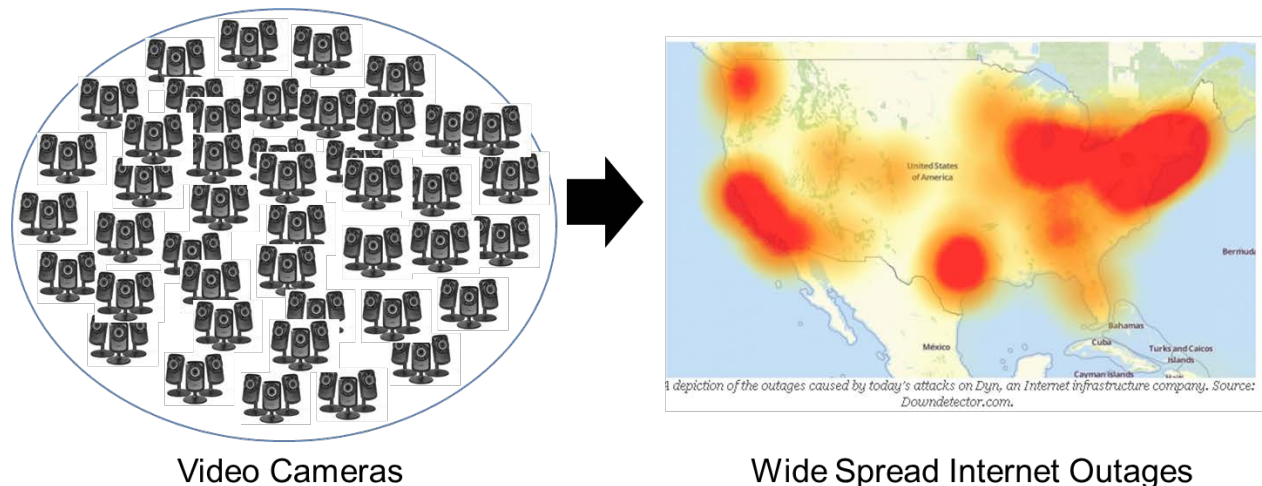 United States
of America
Bermuda
México
Bahamas
Cuba
Turks and Caicos
Islands
Cayman Islands
A depiction of the outages caused by today's attacks on Dyn, an Internet infrastructure company. Source:
Downdetector.com.
Video Cameras
Wide Spread Internet Outages